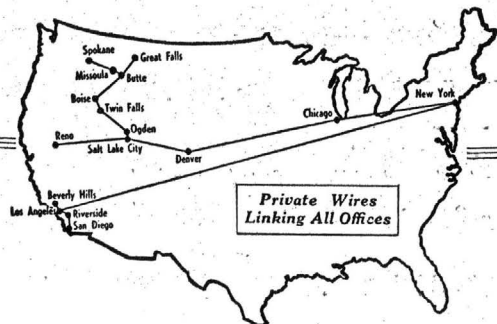 Spokane
Great Falls
Missoula
Butte
Boise
Twin Falls
Ogden
Reno
Salt Lake City
Denver
Chicago
New York
Beverly Hills
Los Angeles
Riverside
San Diego
Private Wires
Linking All Offices